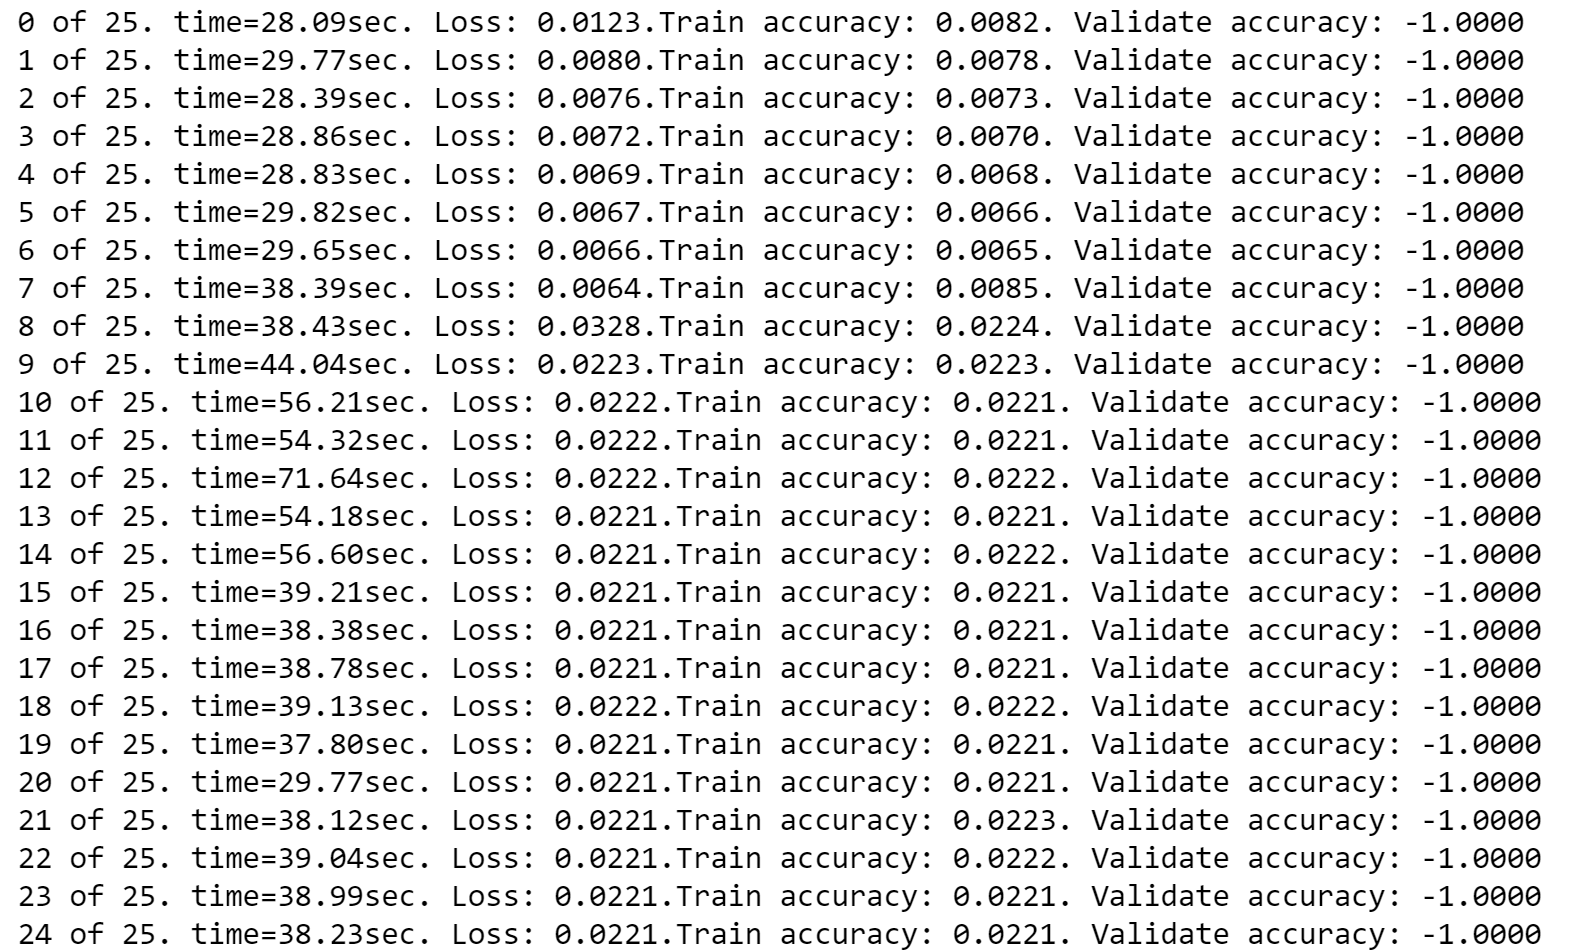 0 of 25. time=28.09sec. Loss: 0.0123.Train accuracy: 0.0082. Validate accuracy: -1.0000
1 of 25. time=29.77sec. Loss: 0.0080.Train accuracy: 0.0078. Validate accuracy: -1.0000
2 of 25. time=28.39sec. Loss: 0.0076.Train accuracy: 0.0073. Validate accuracy: -1.0000
3 of 25. time=28.86sec. Loss: 0.0072.Train accuracy: 0.0070. Validate accuracy: -1.0000
4 of 25. time=28.83sec. Loss: 0.0069.Train accuracy: 0.0068. Validate accuracy: -1.0000
5 of 25. time=29.82sec. Loss: 0.0067.Train accuracy: 0.0066. Validate accuracy: -1.0000
6 of 25. time=29.65sec. Loss: 0.0066.Train accuracy: 0.0065. Validate accuracy: -1.0000
7 of 25. time=38.39sec. Loss: 0.0064.Train accuracy: 0.0085. Validate accuracy: -1.0000
8 of 25. time=38.43sec. Loss: 0.0328.Train accuracy: 0.0224. Validate accuracy: -1.0000
9 of 25. time=44.04sec. Loss: 0.0223.Train accuracy: 0.0223. Validate accuracy: -1.0000
10 of 25. time=56.21sec. Loss: 0.0222.Train accuracy: 0.0221. Validate accuracy: -1.0000
11 of 25. time=54.32sec. Loss: 0.0222.Train accuracy: 0.0221. Validate accuracy: -1.0000
12 of 25. time=71.64sec. Loss: 0.0222.Train accuracy: 0.0222. Validate accuracy: -1.0000
13 of 25. time=54.18sec. Loss: 0.0221.Train accuracy: 0.0221. Validate accuracy: -1.0000
14 of 25. time=56.60sec. Loss: 0.0221.Train accuracy: 0.0222. Validate accuracy: -1.0000
15 of 25. time=39.21sec. Loss: 0.0221.Train accuracy: 0.0221. Validate accuracy: -1.0000
16 of 25. time=38.38sec. Loss: 0.0221.Train accuracy: 0.0221. Validate accuracy: -1.0000
17 of 25. time=38.78sec. Loss: 0.0221.Train accuracy: 0.0221. Validate accuracy: -1.0000
18 of 25. time=39.13sec. Loss: 0.0222.Train accuracy: 0.0222. Validate accuracy: -1.0000
19 of 25. time=37.80sec. Loss: 0.0221.Train accuracy: 0.0221. Validate accuracy: -1.0000
20 of 25. time=29.77sec. Loss: 0.0221.Train accuracy: 0.0221. Validate accuracy: -1.0000
21 of 25. time=38.12sec. Loss: 0.0221.Train accuracy: 0.0223. Validate accuracy: -1.0000
22 of 25. time=39.04sec. Loss: 0.0221.Train accuracy: 0.0222. Validate accuracy: -1.0000
23 of 25. time=38.99sec. Loss: 0.0221.Train accuracy: 0.0221. Validate accuracy: -1.0000
24 of 25. time=38.23sec. Loss: 0.0221.Train accuracy: 0.0221. Validate accuracy: -1.0000